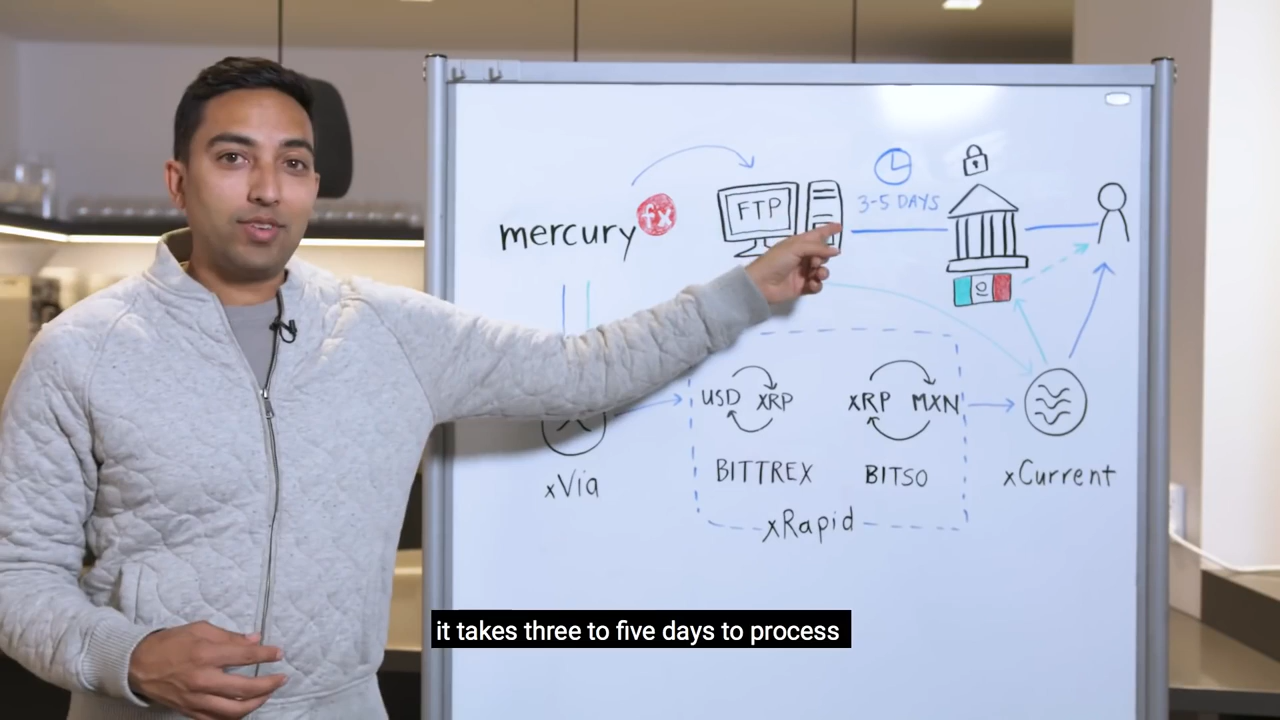 mercury fx
FTP
3-5 DAYS
USD XRP
XRP MXN
BITTREX
BITSO
xVia
xRapid
xCurrent
it takes three to five days to process